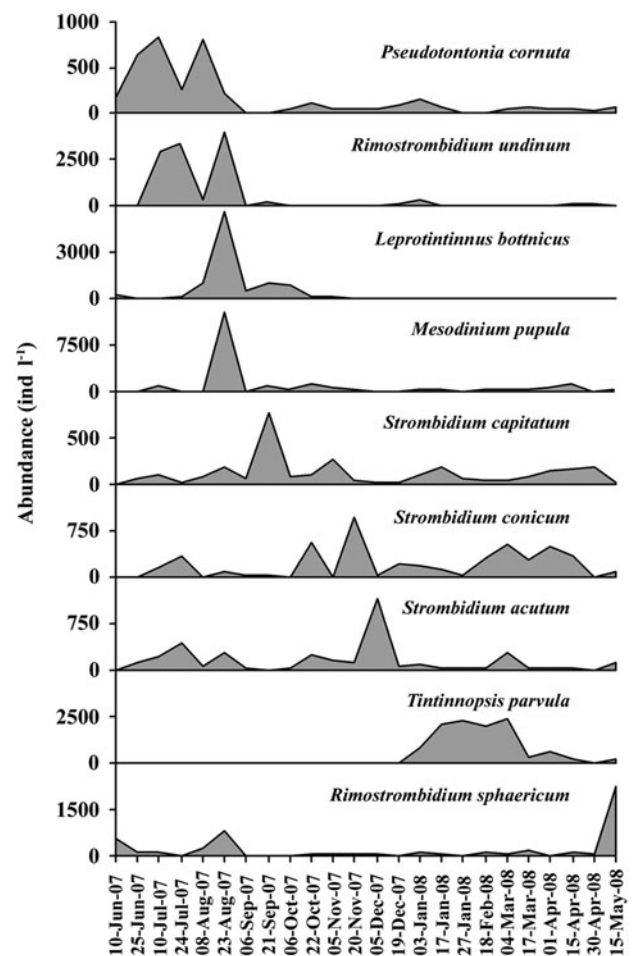 1000
Pseudotontonia cornuta
500
0
Rimostrombidium undinum
2500
0
Leprotintinnus bottnicus
3000
0
Mesodinium pupula
7500
0
Strombidium capitatum
500
0
Strombidium conicum
750
0
Strombidium acutum
750
0
Tintinnopsis parvula
2500
0
Rimostrombidium sphaericum
1500
0
Abundance (ind l⁻¹)
10-Jun-07
25-Jun-07
10-Jul-07
24-Jul-07
08-Aug-07
23-Aug-07
06-Sep-07
21-Sep-07
06-Oct-07
22-Oct-07
05-Nov-07
20-Nov-07
05-Dec-07
19-Dec-07
03-Jan-08
17-Jan-08
27-Jan-08
18-Feb-08
04-Mar-08
18-Mar-08
01-Apr-08
15-Apr-08
30-Apr-08
15-May-08